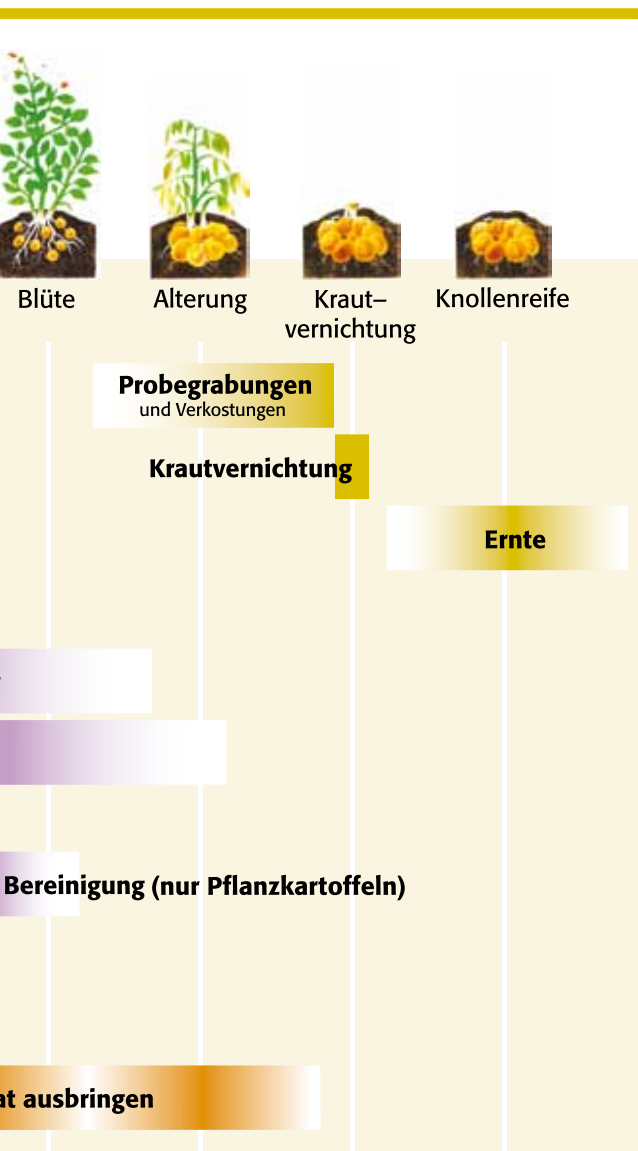 Blüte
Alterung
Kraut–
vernichtung
Knollenreife
Probegrabungen
und Verkostungen
Krautvernichtung
Ernte
Bereinigung (nur Pflanzkartoffeln)
at ausbringen